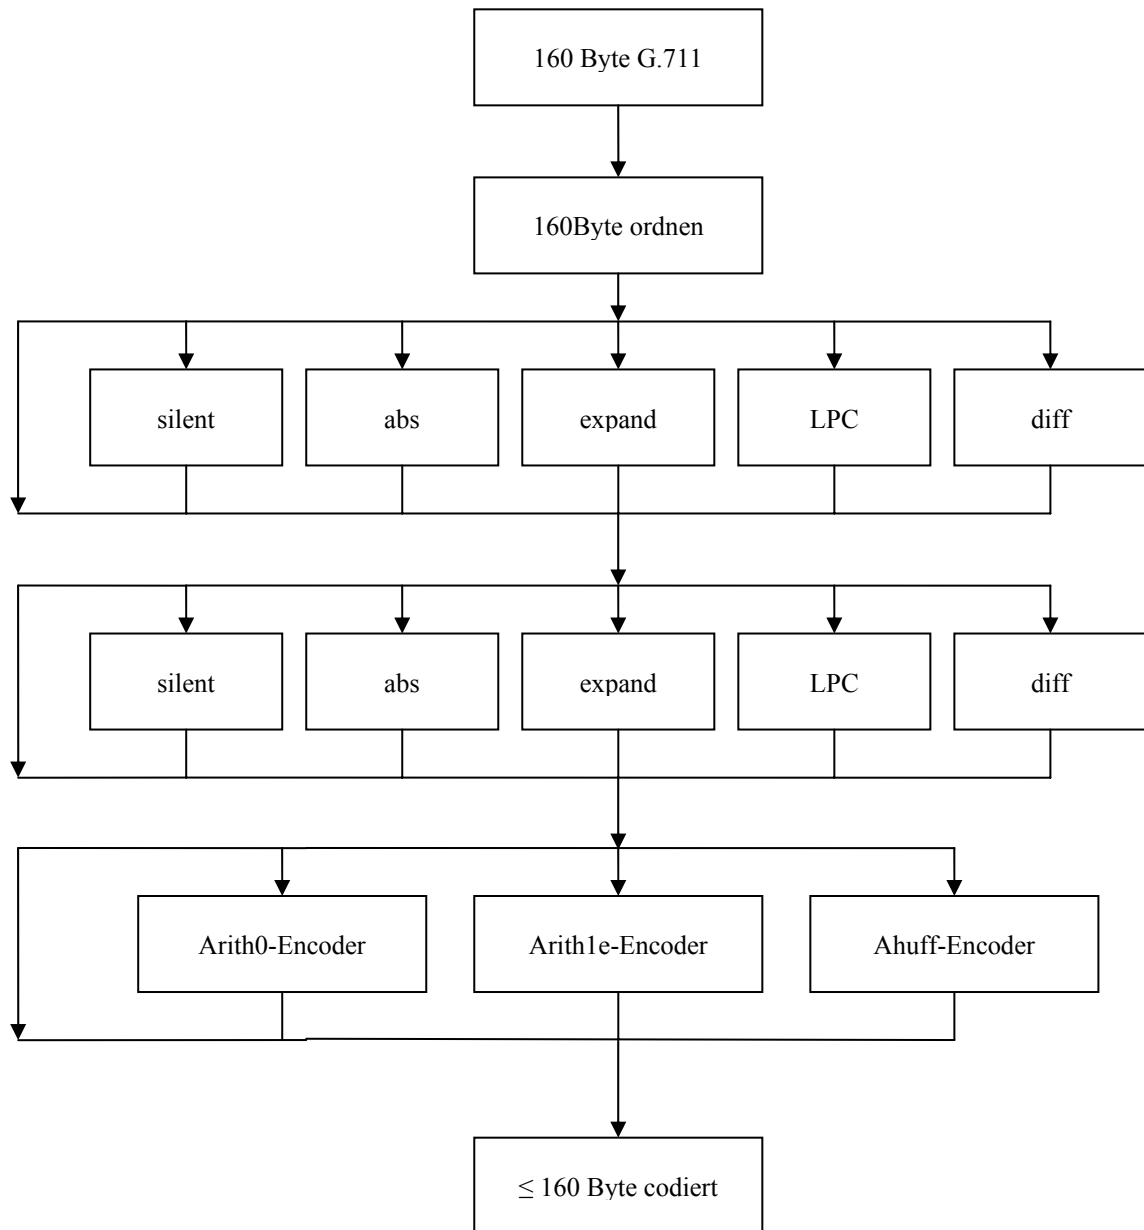 160 Byte G.711
160Byte ordnen
silent
abs
expand
LPC
diff
silent
abs
expand
LPC
diff
Arith0-Encoder
Arith1e-Encoder
Ahuff-Encoder
≤ 160 Byte codiert